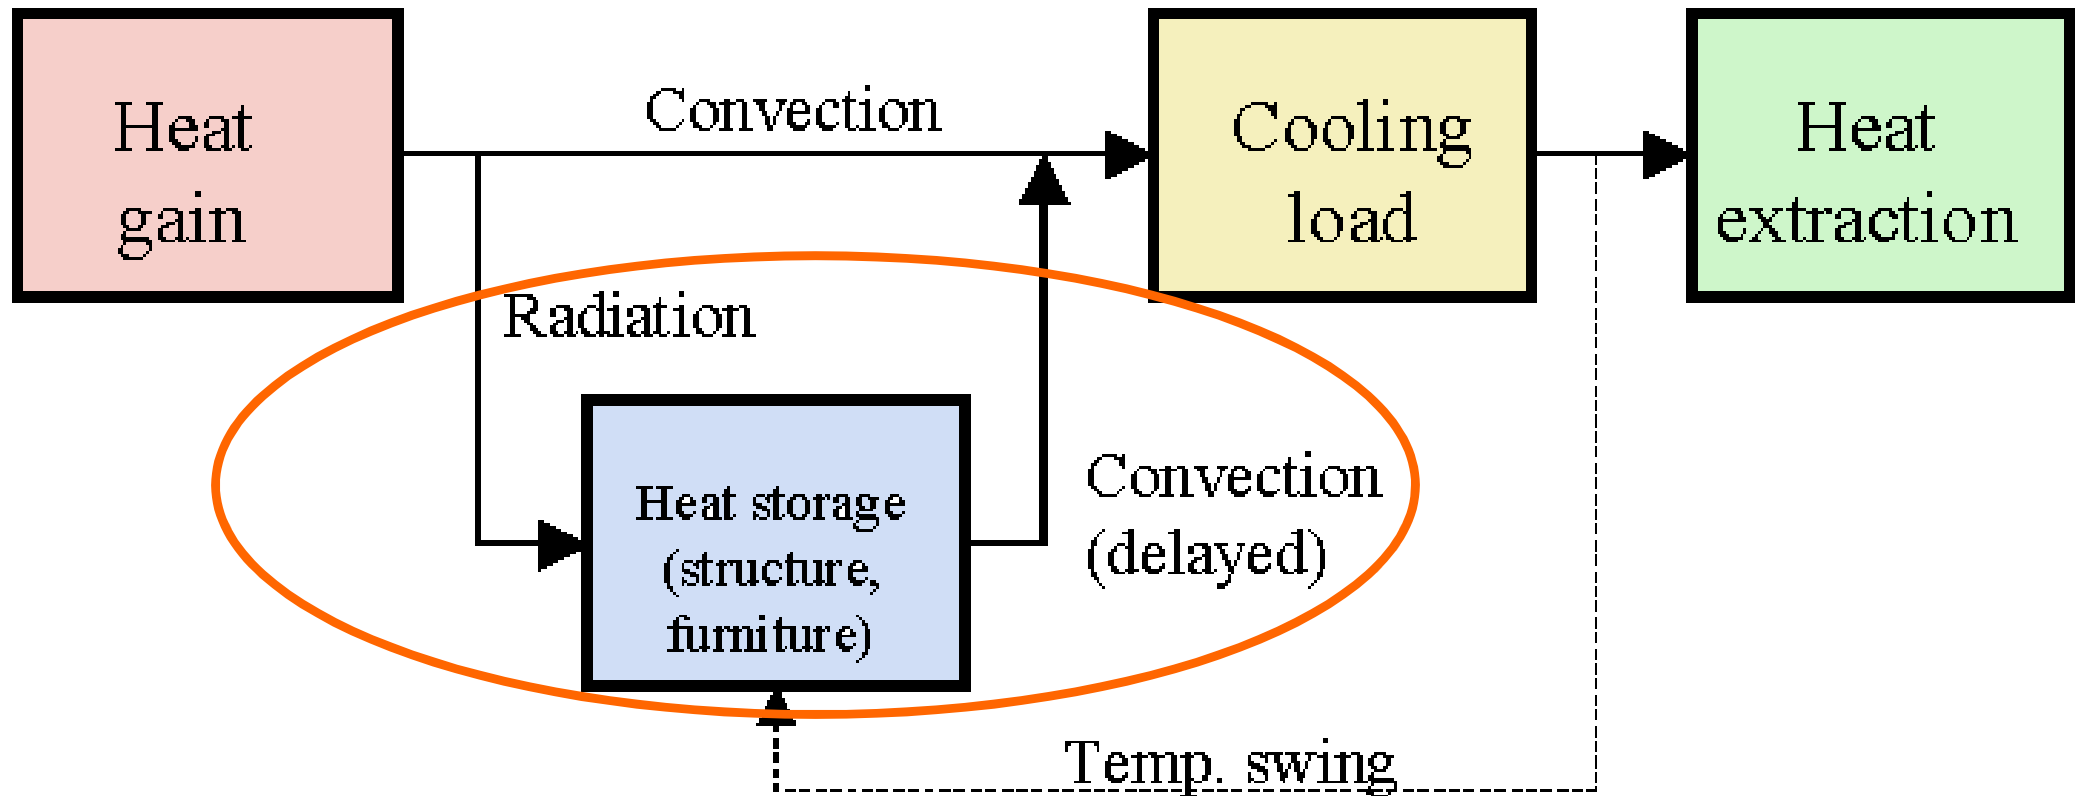 Heat
gain
Convection
Cooling
load
Heat
extraction
Radiation
Heat storage
(structure,
furniture)
Convection
(delayed)
Temp. swing